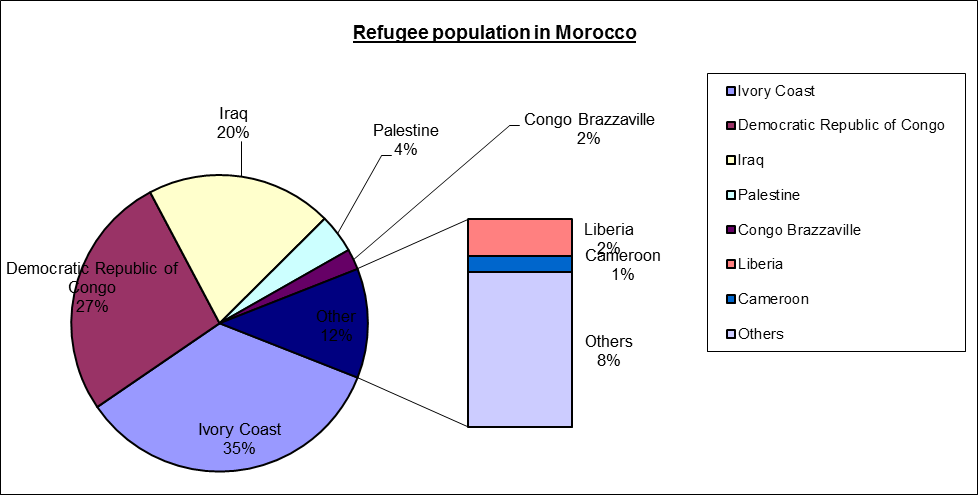 Refugee population in Morocco
Iraq
20%
Palestine
4%
Congo Brazzaville
2%
Democratic Republic of
Congo
27%
Other
12%
Ivory Coast
35%
Liberia
2%
Cameroon
1%
Others
8%
Ivory Coast
Democratic Republic of Congo
Iraq
Palestine
Congo Brazzaville
Liberia
Cameroon
Others